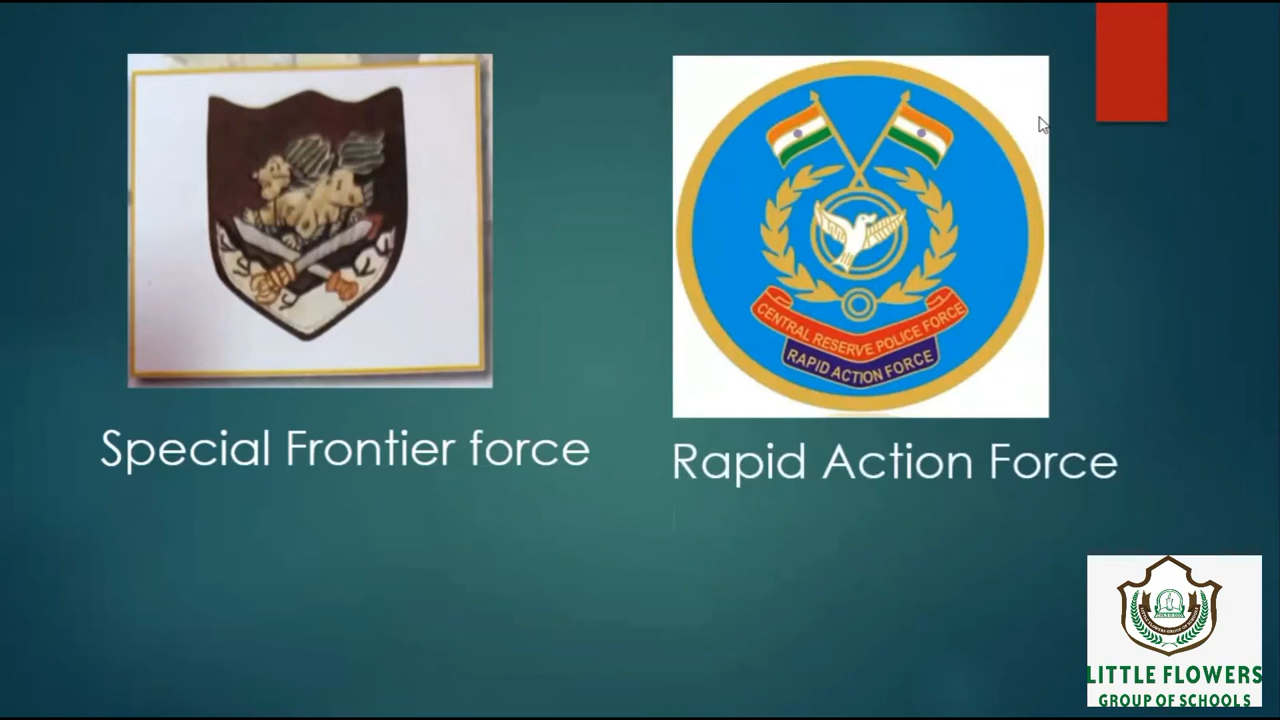 CENTRAL RESERVE POLICE FORCE
RAPID ACTION FORCE
Special Frontier force
Rapid Action Force
LITTLE FLOWERS
GROUP OF SCHOOLS